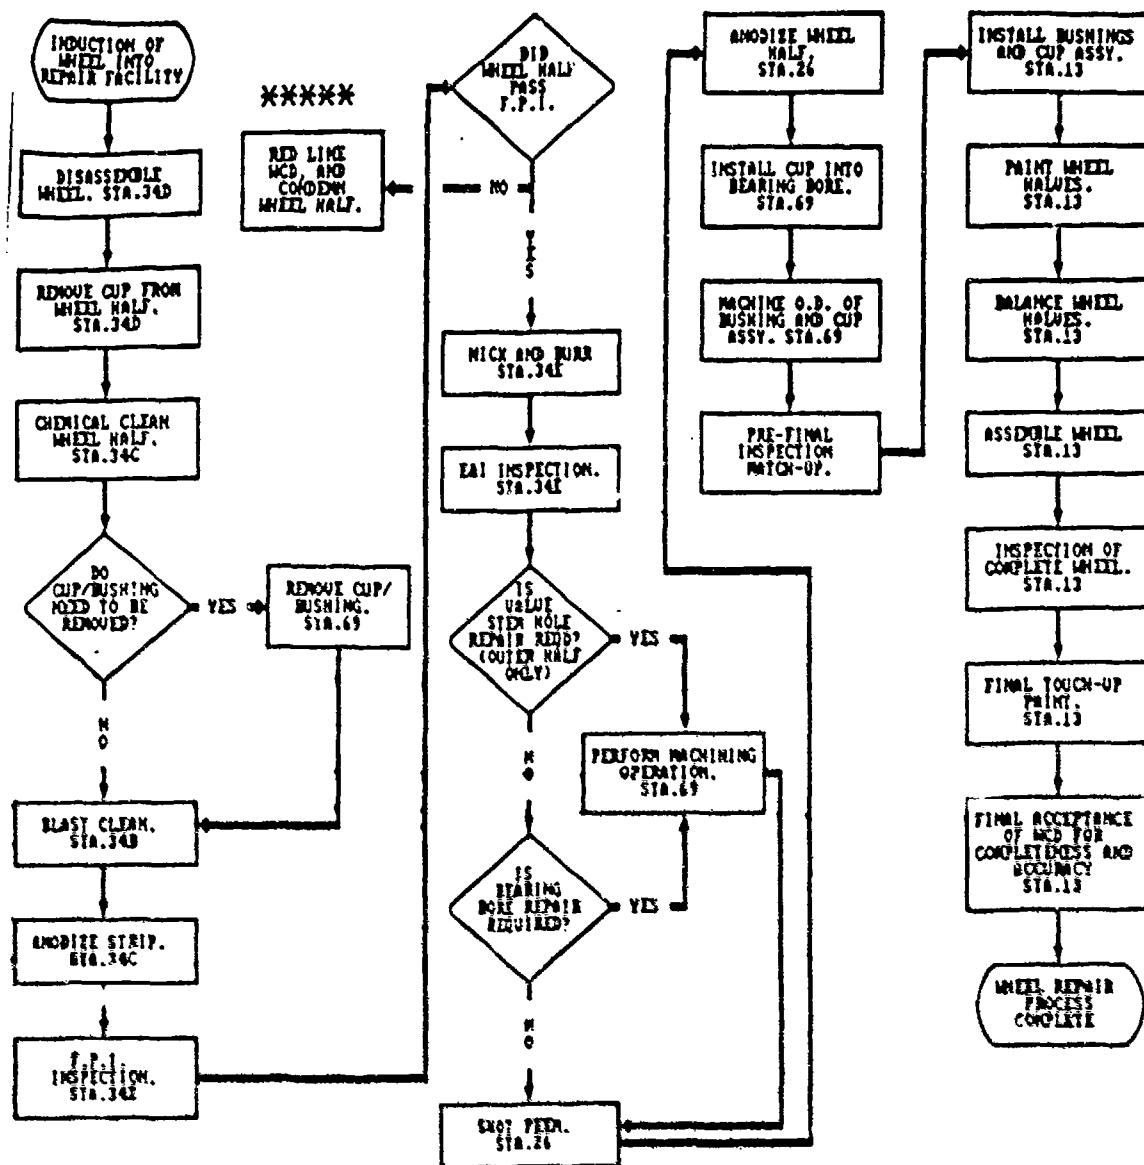 INDUCTION OF
WHEEL INTO
REPAIR FACILITY
DISASSEMBLE
WHEEL. STA.34D
REMOVE CUP FROM
WHEEL HALF.
STA.34D
CHEMICAL CLEAN
WHEEL HALF.
STA.34C
DO
CUP/BUSHING
NEED TO BE
REMOVED?
YES
REMOVE CUP/
BUSHING.
STA.69
NO
BLAST CLEAN.
STA.34B
ANODIZE STRIP.
STA.34C
F.P.I.
INSPECTION.
STA.34E
*****
RED LINE
WCD, AND
CONDEMN
WHEEL HALF.
DID
WHEEL HALF
PASS
F.P.I.
NO
YES
NICK AND BURR
STA.34E
E&I INSPECTION.
STA.34E
IS
VALUE
STEM HOLE
REPAIR REQD?
(OUTER HALF
ONLY)
YES
NO
PERFORM MACHINING
OPERATION.
STA.69
IS
BEARING
BORE REPAIR
REQUIRED?
YES
NO
SHOT PEEN.
STA.26
ANODIZE WHEEL
HALF.
STA.26
INSTALL CUP INTO
BEARING BORE.
STA.69
MACHINE O.D. OF
BUSHING AND CUP
ASSY. STA.69
PRE-FINAL
INSPECTION
MATCH-UP.
INSTALL BUSHINGS
AND CUP ASSY.
STA.13
PAINT WHEEL
HALVES.
STA.13
BALANCE WHEEL
HALVES.
STA.13
ASSEMBLE WHEEL
STA.13
INSPECTION OF
COMPLETE WHEEL.
STA.13
FINAL TOUCH-UP
PAINT.
STA.13
FINAL ACCEPTANCE
OF WCD FOR
COMPLETENESS AND
ACCURACY
STA.13
WHEEL REPAIR
PROCESS
COMPLETE